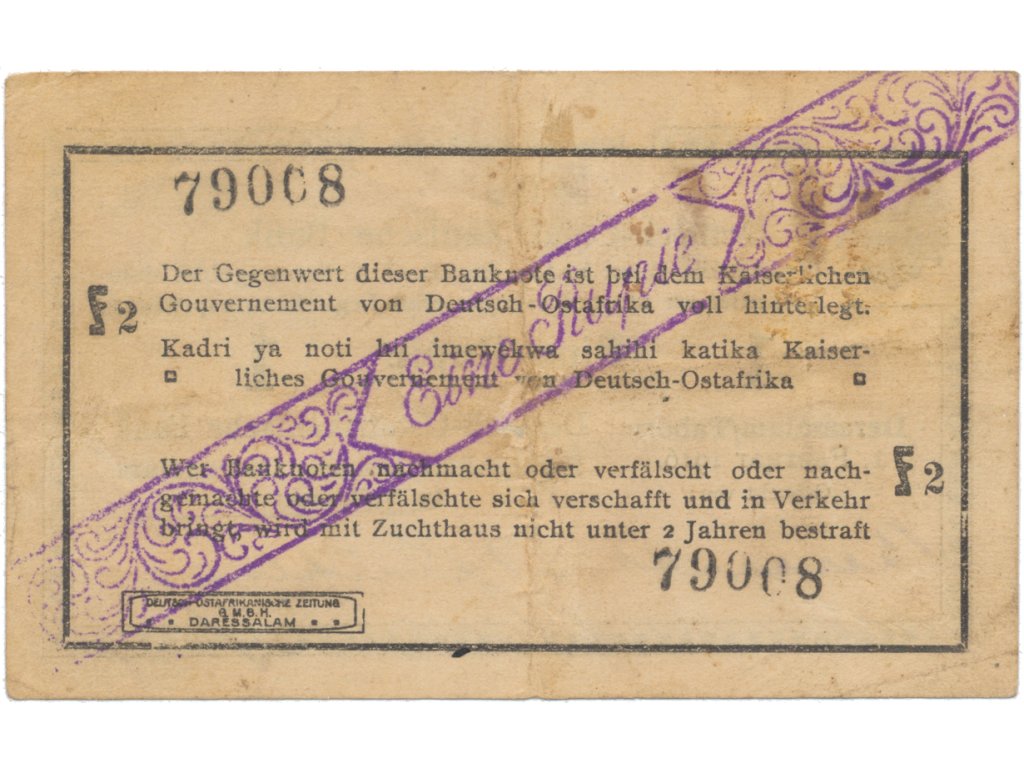 79008
Der Gegenwert dieser Banknote ist bei dem Kaiserlichen
Gouvernement von Deutsch-Ostafrika voll hinterlegt.
Kadri ya noti hii imewekwa sahihi katika Kaiser-
liches Gouvernement von Deutsch-Ostafrika
Eine Rupie
Wer Banknoten nachmacht oder verfälscht oder nach-
gemachte oder verfälschte sich verschafft und in Verkehr
bringt, wird mit Zuchthaus nicht unter 2 Jahren bestraft
79008
DEUTSCH-OSTAFRIKANISCHE ZEITUNG
G.M.B.H.
DARESSALAM